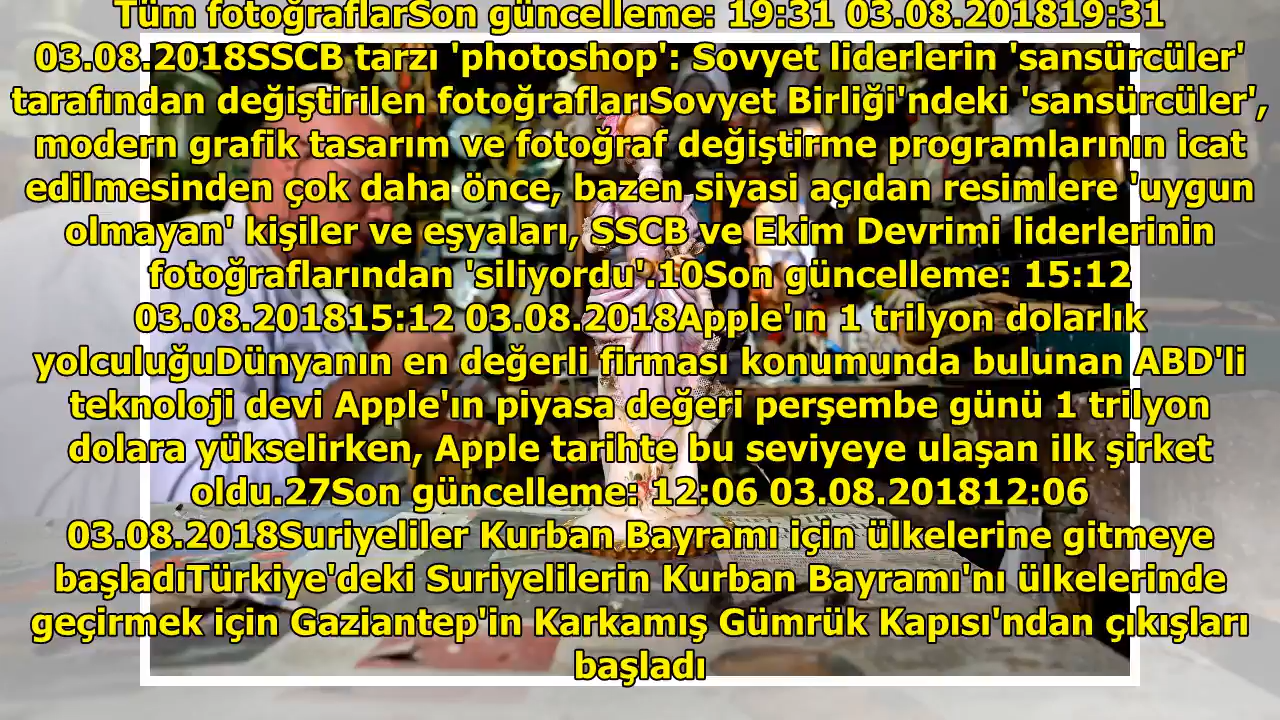 Tüm fotoğraflarSon güncelleme: 19:31 03.08.201819:31
03.08.2018SSCB tarzı 'photoshop': Sovyet liderlerin 'sansürcüler'
tarafından değiştirilen fotoğraflarıSovyet Birliği'ndeki 'sansürcüler',
modern grafik tasarım ve fotoğraf değiştirme programlarının icat
edilmesinden çok daha önce, bazen siyasi açıdan resimlere 'uygun
olmayan' kişiler ve eşyaları, SSCB ve Ekim Devrimi liderlerinin
fotoğraflarından 'siliyordu'.10Son güncelleme: 15:12
03.08.201815:12 03.08.2018Apple'ın 1 trilyon dolarlık
yolculuğuDünyanın en değerli firması konumunda bulunan ABD'li
teknoloji devi Apple'ın piyasa değeri perşembe günü 1 trilyon
dolara yükselirken, Apple tarihte bu seviyeye ulaşan ilk şirket
oldu.27Son güncelleme: 12:06 03.08.201812:06
03.08.2018Suriyeliler Kurban Bayramı için ülkelerine gitmeye
başladıTürkiye'deki Suriyelilerin Kurban Bayramı'nı ülkelerinde
geçirmek için Gaziantep'in Karkamış Gümrük Kapısı'ndan çıkışları
başladı